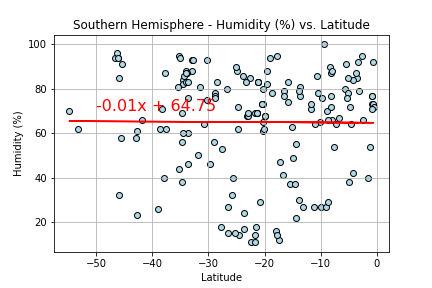 Southern Hemisphere - Humidity (%) vs. Latitude
100
80
60
40
20
Humidity (%)
-0.01x + 64.75
−50
−40
−30
−20
−10
0
Latitude